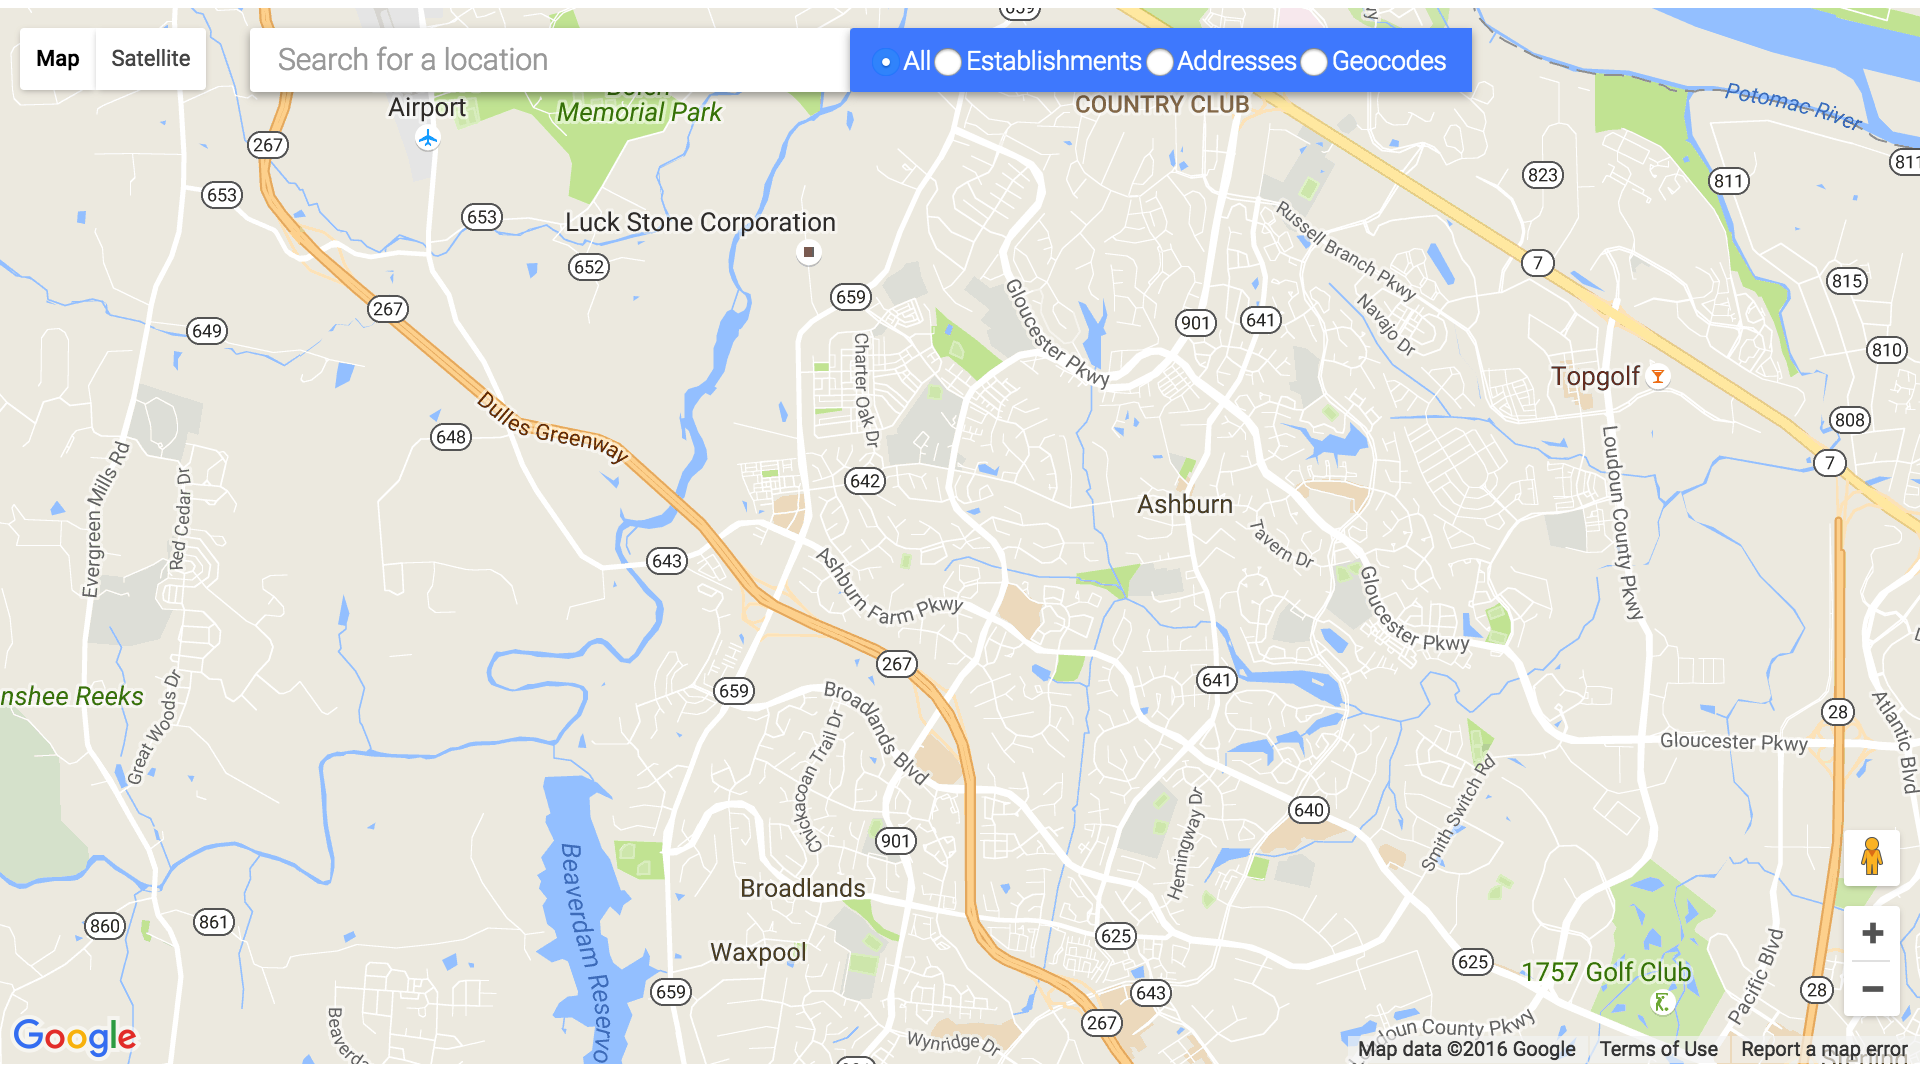 659
Map
Satellite
Search for a location
All
Establishments
Addresses
Geocodes
Airport
Memorial Park
COUNTRY CLUB
Potomac River
267
811
811
823
653
653
Luck Stone Corporation
652
Russell Branch Pkwy
7
815
659
267
649
Gloucester Pkwy
901
641
Navajo Dr
810
Charter Oak Dr
Topgolf
Dulles Greenway
648
808
7
Evergreen Mills Rd
Red Cedar Dr
642
Ashburn
Loudoun County Pkwy
Tavern Dr
643
Ashburn Farm Pkwy
Gloucester Pkwy
267
641
659
nshee Reeks
Great Woods Dr
Broadlands Blvd
Chickacoan Trail Dr
28
Gloucester Pkwy
Atlantic Blvd
640
Smith Switch Rd
Hemingway Dr
901
Beaverdam Reservo
Broadlands
860
861
625
Waxpool
625
1757 Golf Club
Pacific Blvd
659
643
28
267
Beaverda
Wynridge Dr
doun County Pkwy
Google
Map data ©2016 Google
Terms of Use
Report a map error